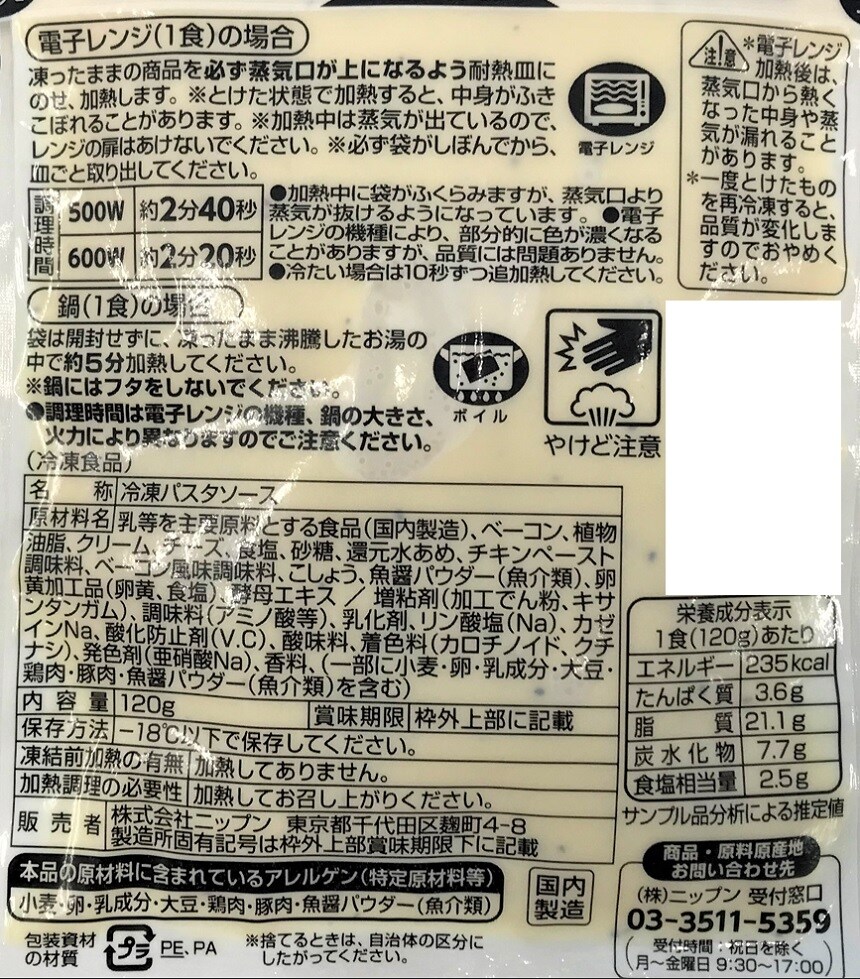 電子レンジ(1食)の場合
凍ったままの商品を必ず蒸気口が上になるよう耐熱皿に
のせ、加熱します。※とけた状態で加熱すると、中身がふき
こぼれることがあります。※加熱中は蒸気が出ているので、
レンジの扉はあけないでください。※必ず袋がしぼんでから、
皿ごと取り出してください。
電子レンジ
調理時間
500W 約2分40秒
600W 約2分20秒
●加熱中に袋がふくらみますが、蒸気口より
蒸気が抜けるようになっています。●電子
レンジの機種により、部分的に色が濃くなる
ことがありますが、品質には問題ありません。
●冷たい場合は10秒ずつ追加熱してください。
注!意
※電子レンジ
加熱後は、
蒸気口から熱く
なった中身や蒸
気が漏れること
があります。
※一度とけたもの
を再冷凍すると、
品質が変化しま
すのでおやめく
ださい。
鍋(1食)の場合
袋は開封せずに、凍ったまま沸騰したお湯の
中で約5分加熱してください。
※鍋にはフタをしないでください。
●調理時間は電子レンジの機種、鍋の大きさ、
火力により異なりますのでご注意ください。
ボイル
やけど注意
(冷凍食品)
名 称 冷凍パスタソース
原材料名 乳等を主要原料とする食品(国内製造)、ベーコン、植物
油脂、クリーム、チーズ、食塩、砂糖、還元水あめ、チキンペースト
調味料、ベーコン風味調味料、こしょう、魚醤パウダー(魚介類)、卵
黄加工品(卵黄、食塩)、酵母エキス／増粘剤(加工でん粉、キサ
ンタンガム)、調味料(アミノ酸等)、乳化剤、リン酸塩(Na)、カゼ
インNa、酸化防止剤(V.C)、酸味料、着色料(カロチノイド、クチ
ナシ)、発色剤(亜硝酸Na)、香料、(一部に小麦・卵・乳成分・大豆・
鶏肉・豚肉・魚醤パウダー(魚介類)を含む)
内容量 120g 賞味期限 枠外上部に記載
保存方法 −18℃以下で保存してください。
凍結前加熱の有無 加熱してありません。
加熱調理の必要性 加熱してお召し上がりください。
販売者 株式会社ニップン 東京都千代田区麹町4-8
製造所固有記号は枠外上部賞味期限下に記載
栄養成分表示
1食(120g)あたり
エネルギー 235kcal
たんぱく質 3.6g
脂 質 21.1g
炭水化物 7.7g
食塩相当量 2.5g
サンプル品分析による推定値
本品の原材料に含まれているアレルゲン(特定原材料等)
小麦・卵・乳成分・大豆・鶏肉・豚肉・魚醤パウダー(魚介類)
国内
製造
商品・原料原産地
お問い合わせ先
(株)ニップン 受付窓口
03-3511-5359
受付時間:祝日を除く
月～金曜日 9:30～17:00
包装資材
の材質
プラ PE、PA
※捨てるときは、自治体の区分に
したがってください。